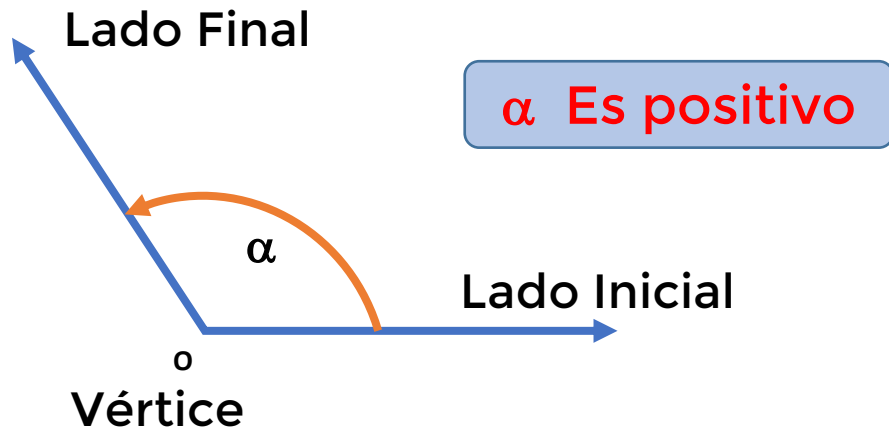 Lado Final
α Es positivo
α
Lado Inicial
o
Vértice